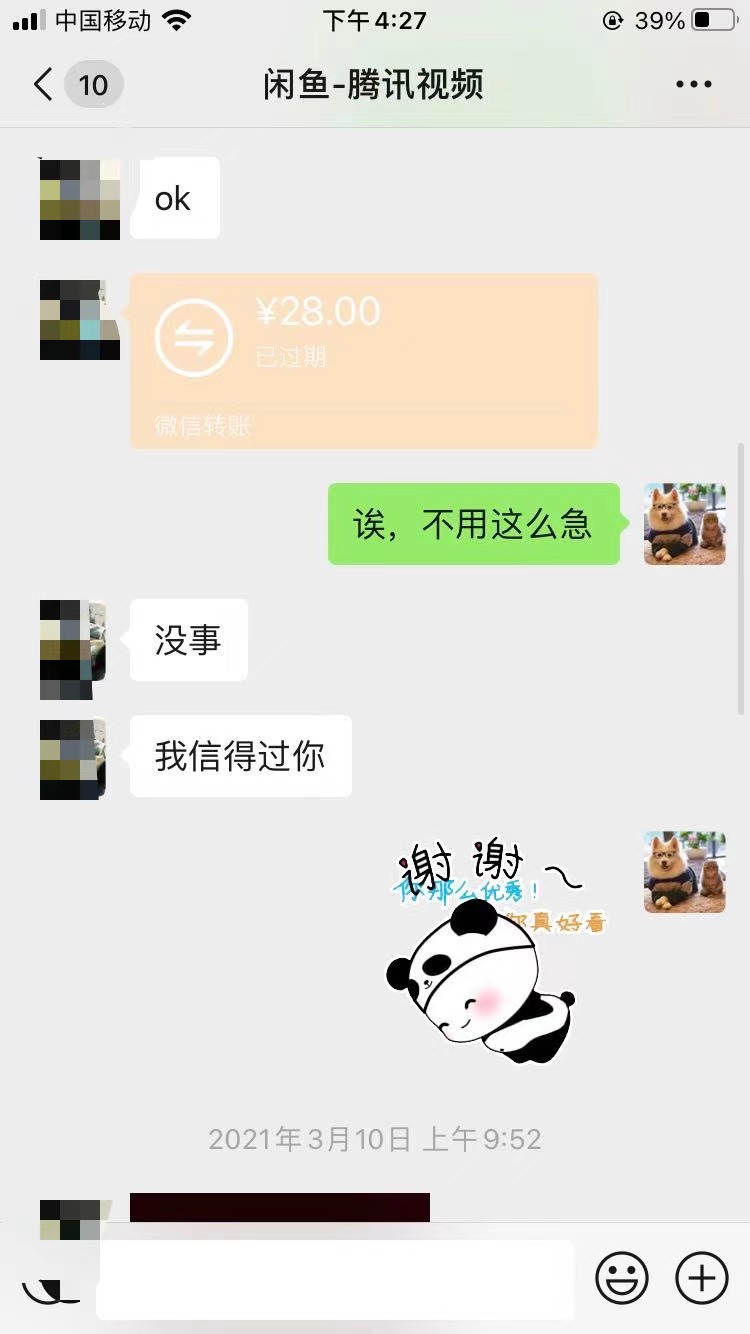 中国移动
下午4:27
39%
10
闲鱼-腾讯视频
ok
¥28.00
已过期
微信转账
诶，不用这么急
没事
我信得过你
谢谢～
你那么优秀！
你真好看
2021年3月10日 上午9:52